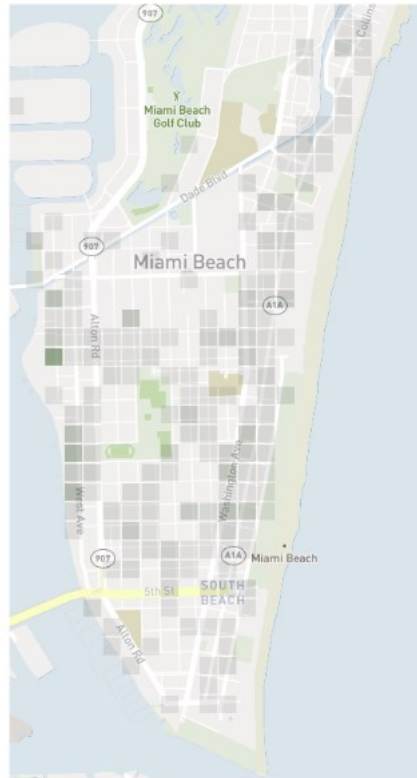 907
Collins
Miami Beach
Golf Club
Dade Blvd
907
Miami Beach
A1A
Alton Rd
Washington Ave
West Ave
907
A1A
Miami Beach
5th St
SOUTH
BEACH
Alton Rd